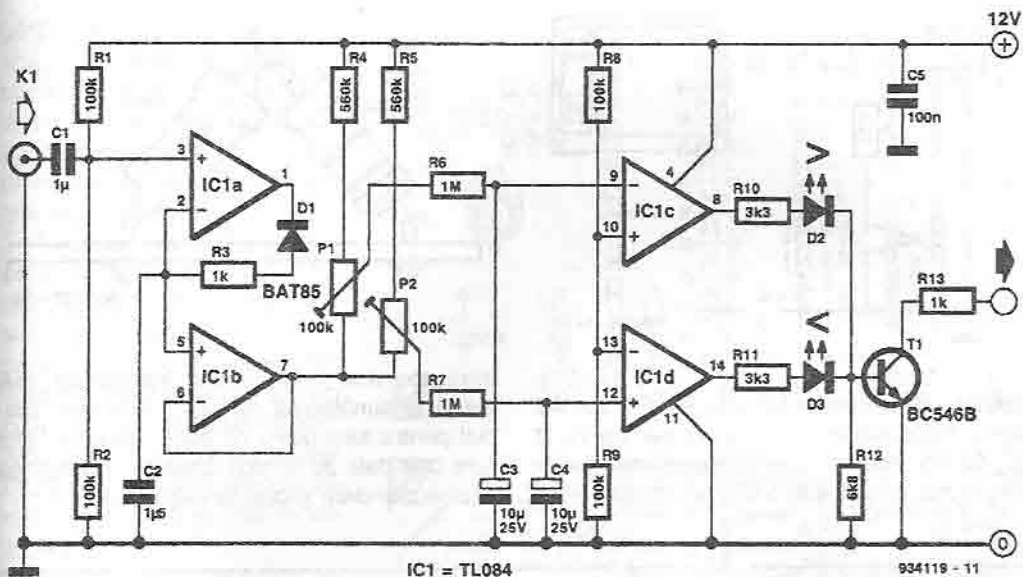 12V
+
K1
R1
100k
C1
1µ
R4
560k
R5
560k
R8
100k
C5
100n
3
+
2
−
IC1a
1
D1
BAT85
R3
1k
R6
1M
9
−
10
+
IC1c
4
8
R10
3k3
D2
>
P1
100k
P2
100k
5
+
6
−
IC1b
7
R7
1M
13
−
12
+
IC1d
14
11
R11
3k3
D3
<
R13
1k
T1
BC546B
R2
100k
C2
1µ5
C3
10µ
25V
C4
10µ
25V
R9
100k
R12
6k8
0
IC1 = TL084
934119 - 11